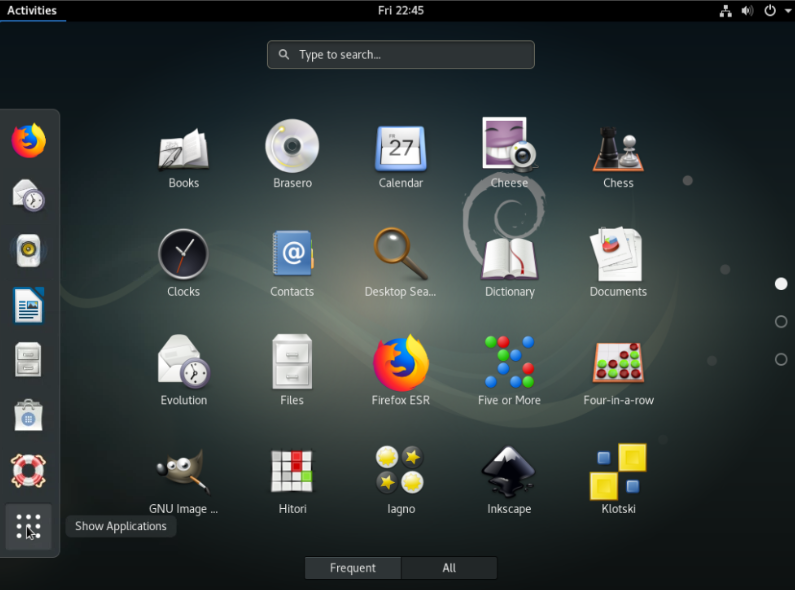 Activities
Fri 22:45
Type to search...
Books
Brasero
FRI
27
Calendar
Cheese
Chess
Clocks
@
Contacts
Desktop Sea...
Dictionary
Documents
Evolution
Files
Firefox ESR
Five or More
Four-in-a-row
GNU Image ...
Hitori
Iagno
Inkscape
Klotski
Show Applications
Frequent
All